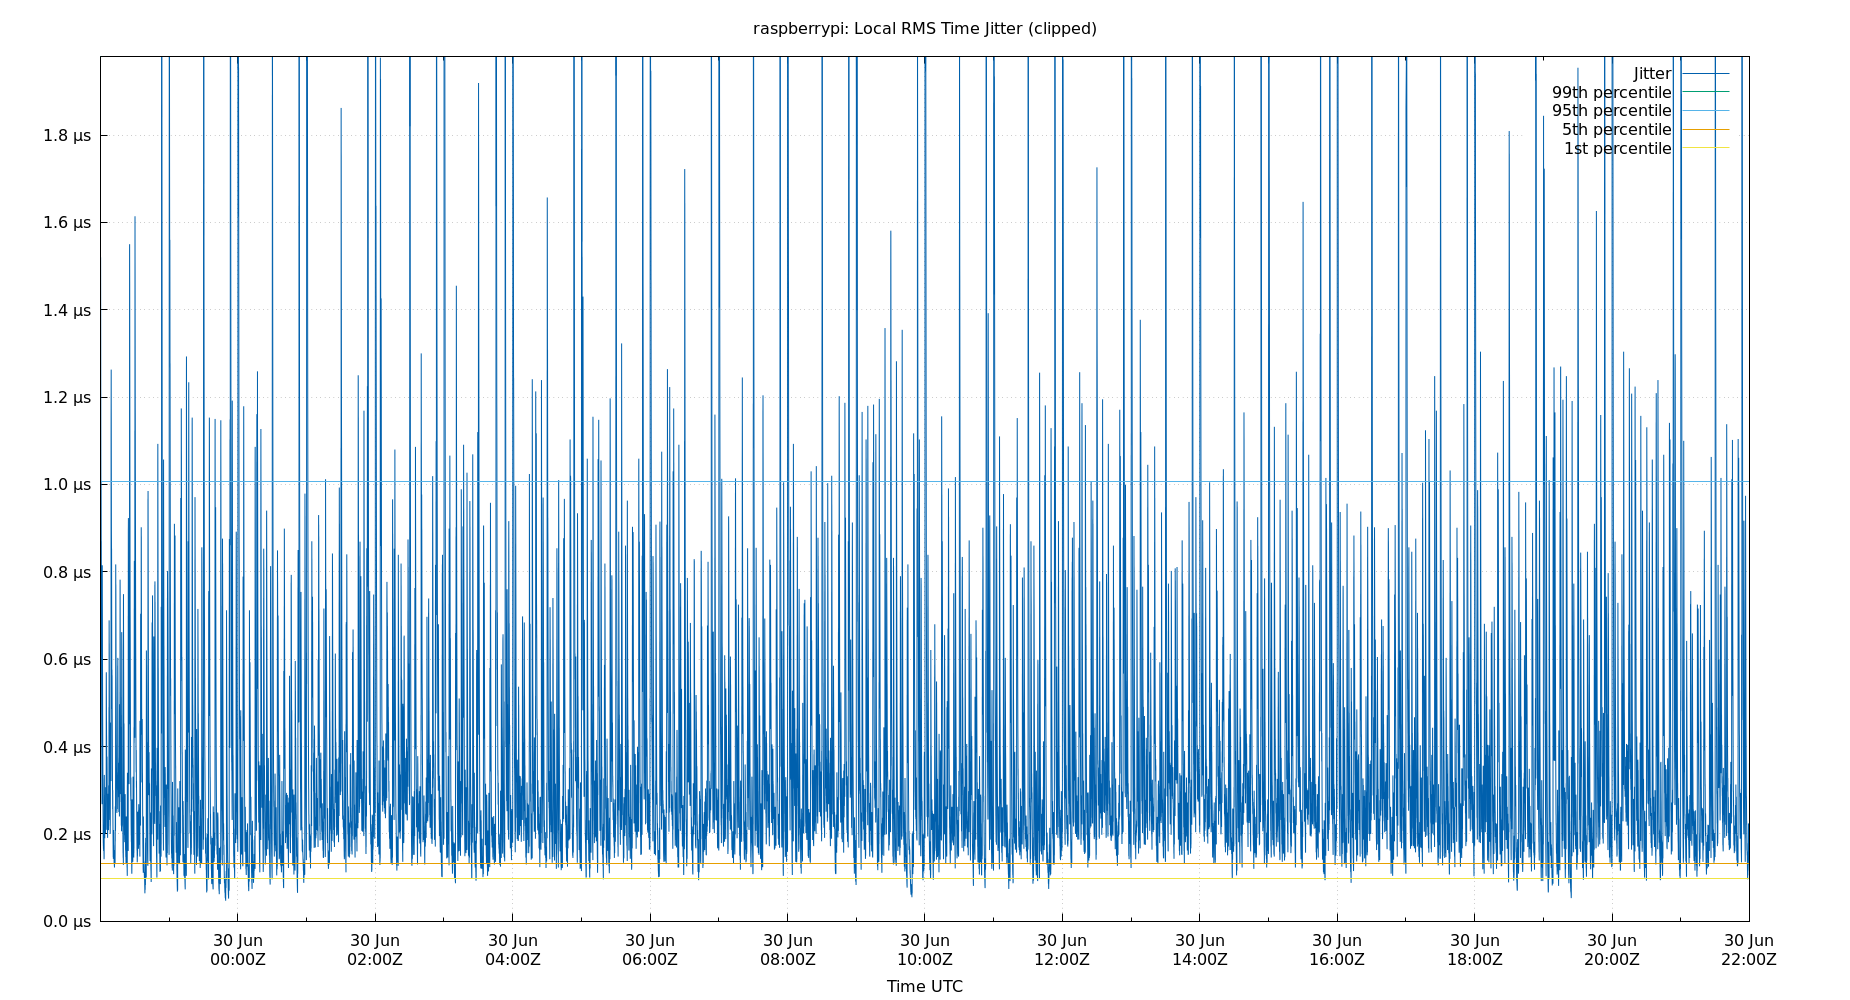 raspberrypi: Local RMS Time Jitter (clipped)
Jitter
99th percentile
95th percentile
5th percentile
1st percentile
1.8 µs
1.6 µs
1.4 µs
1.2 µs
1.0 µs
0.8 µs
0.6 µs
0.4 µs
0.2 µs
0.0 µs
30 Jun 30 Jun 30 Jun 30 Jun 30 Jun 30 Jun 30 Jun 30 Jun 30 Jun 30 Jun 30 Jun 30 Jun
00:00Z 02:00Z 04:00Z 06:00Z 08:00Z 10:00Z 12:00Z 14:00Z 16:00Z 18:00Z 20:00Z 22:00Z
Time UTC